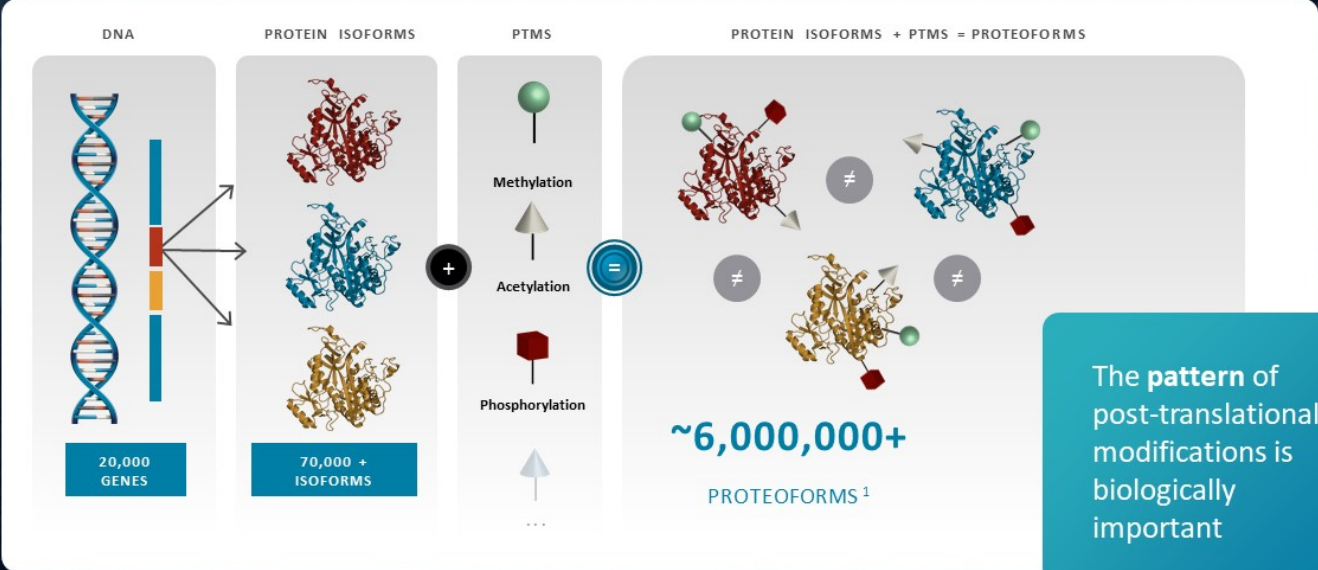 DNA
PROTEIN ISOFORMS
PTMS
PROTEIN ISOFORMS + PTMS = PROTEOFORMS
Methylation
Acetylation
Phosphorylation
...
+
=
≠
≠
≠
20,000
GENES
70,000 +
ISOFORMS
~6,000,000+
PROTEOFORMS 1
The pattern of
post-translational
modifications is
biologically
important